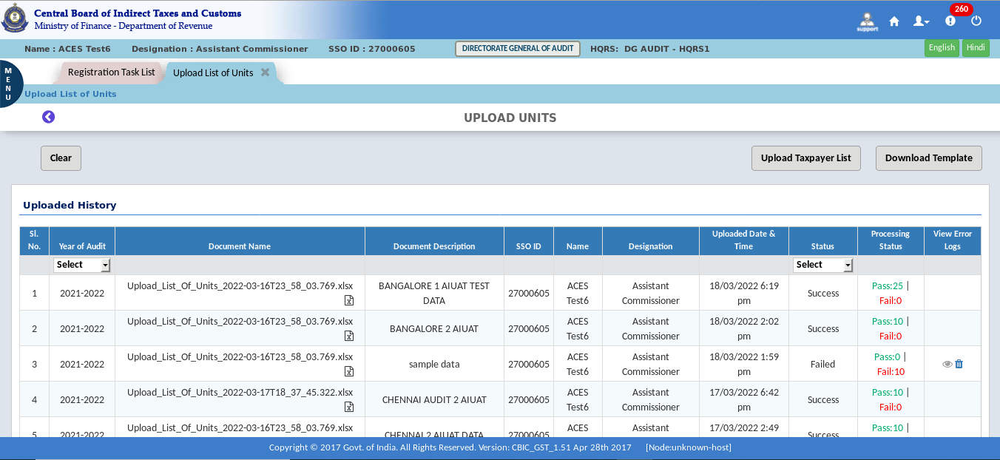 Central Board of Indirect Taxes and Customs
Ministry of Finance - Department of Revenue
260
support
Name : ACES Test6 Designation : Assistant Commissioner SSO ID : 27000605 DIRECTORATE GENERAL OF AUDIT HQRS: DG AUDIT - HQRS1 English Hindi
MENU
Registration Task List Upload List of Units
Upload List of Units
UPLOAD UNITS
Clear Upload Taxpayer List Download Template
Uploaded History
Sl. No. Year of Audit Document Name Document Description SSO ID Name Designation Uploaded Date & Time Status Processing Status View Error Logs
Select Select
1 2021-2022 Upload_List_Of_Units_2022-03-16T23_58_03.769.xlsx BANGALORE 1 AIUAT TEST DATA 27000605 ACES Test6 Assistant Commissioner 18/03/2022 6:19 pm Success Pass:25 | Fail:0
2 2021-2022 Upload_List_Of_Units_2022-03-16T23_58_03.769.xlsx BANGALORE 2 AIUAT 27000605 ACES Test6 Assistant Commissioner 18/03/2022 2:02 pm Success Pass:10 | Fail:0
3 2021-2022 Upload_List_Of_Units_2022-03-16T23_58_03.769.xlsx sample data 27000605 ACES Test6 Assistant Commissioner 18/03/2022 1:59 pm Failed Pass:0 | Fail:10
4 2021-2022 Upload_List_Of_Units_2022-03-17T18_37_45.322.xlsx CHENNAI AUDIT 2 AIUAT 27000605 ACES Test6 Assistant Commissioner 17/03/2022 6:42 pm Success Pass:10 | Fail:0
5 2021-2022 Upload_List_Of_Units_2022-03-16T23_58_03.769.xlsx CHENNAI 2 AIUAT DATA 27000605 ACES Assistant 17/03/2022 2:49 Success Pass:10 |
Copyright © 2017 Govt. of India. All Rights Reserved. Version: CBIC_GST_1.51 Apr 28th 2017 [Node:unknown-host]